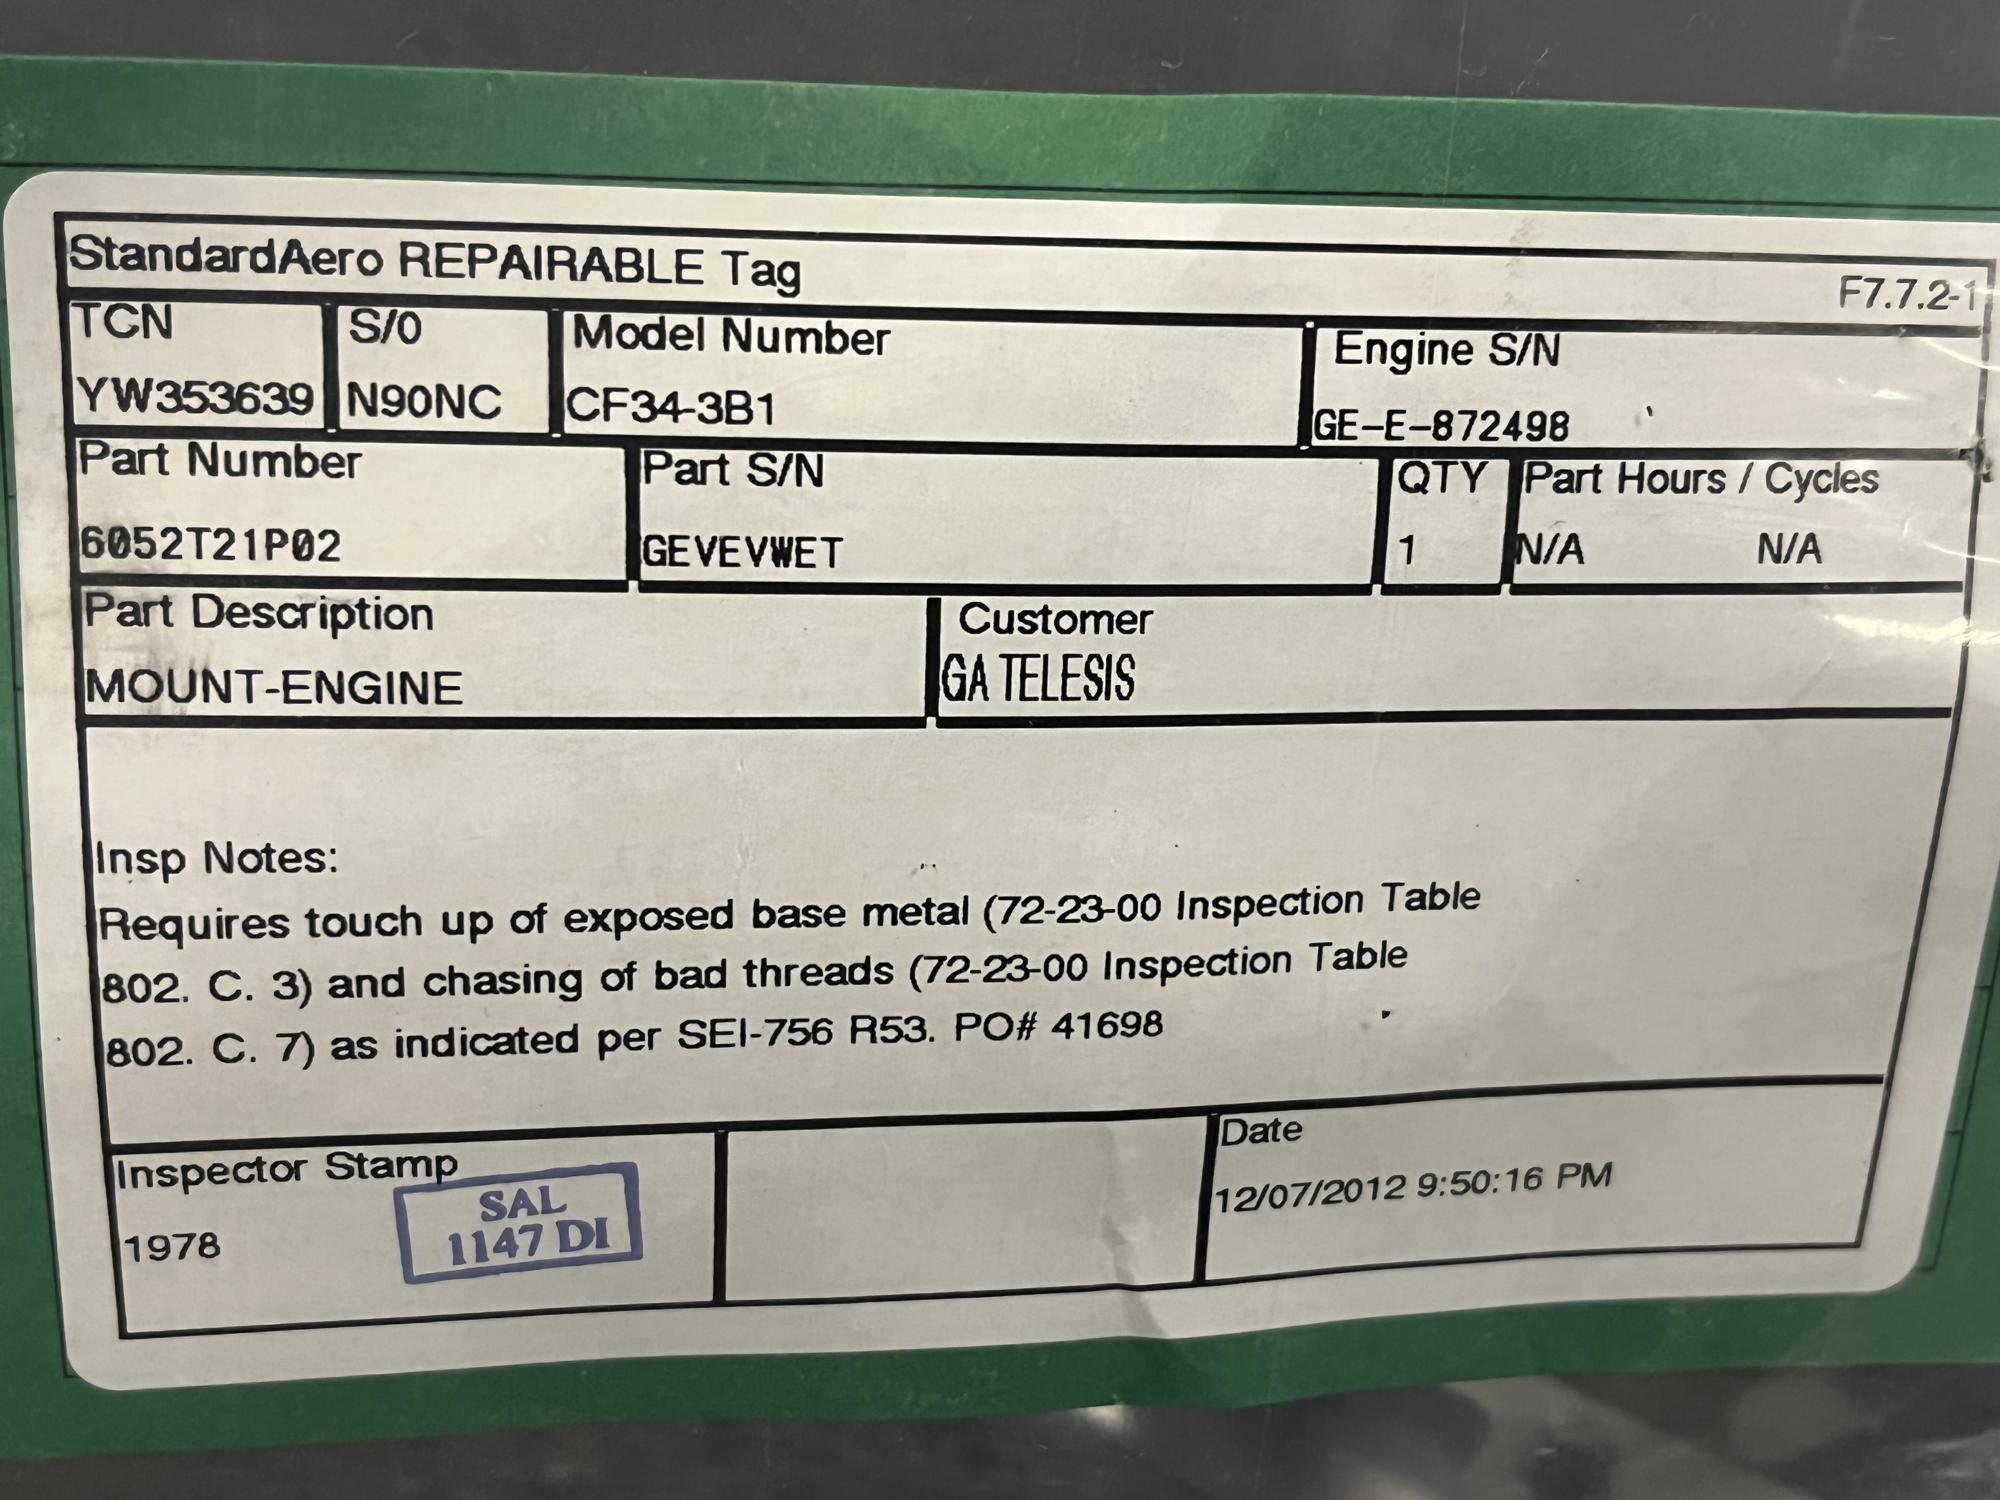 StandardAero REPAIRABLE Tag
F7.7.2-1
TCN S/O Model Number Engine S/N
YW353639 N90NC CF34-3B1 GE-E-872498
Part Number Part S/N QTY Part Hours / Cycles
6052T21P02 GEVEVWET 1 N/A N/A
Part Description Customer
MOUNT-ENGINE GA TELESIS
Insp Notes:
Requires touch up of exposed base metal (72-23-00 Inspection Table
802. C. 3) and chasing of bad threads (72-23-00 Inspection Table
802. C. 7) as indicated per SEI-756 R53. PO# 41698
Inspector Stamp Date
1978 12/07/2012 9:50:16 PM
SAL
1147 DI